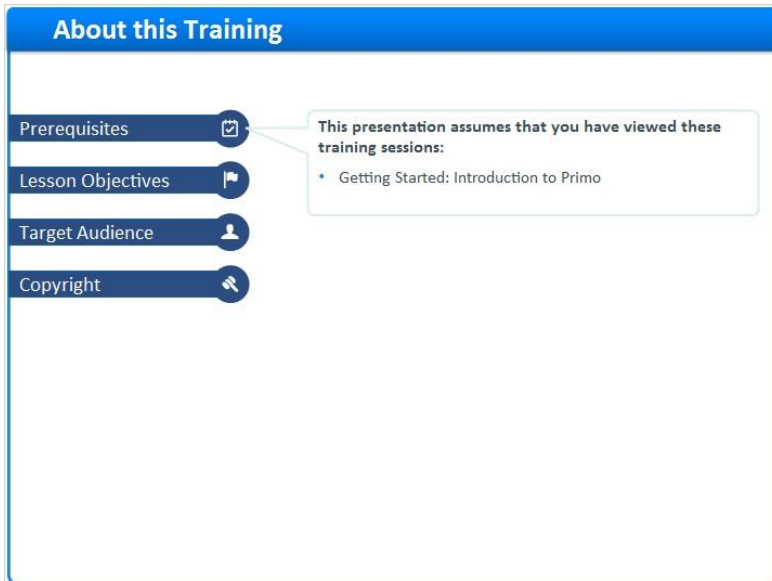 About this Training
Prerequisites
This presentation assumes that you have viewed these
training sessions:
• Getting Started: Introduction to Primo
Lesson Objectives
Target Audience
Copyright